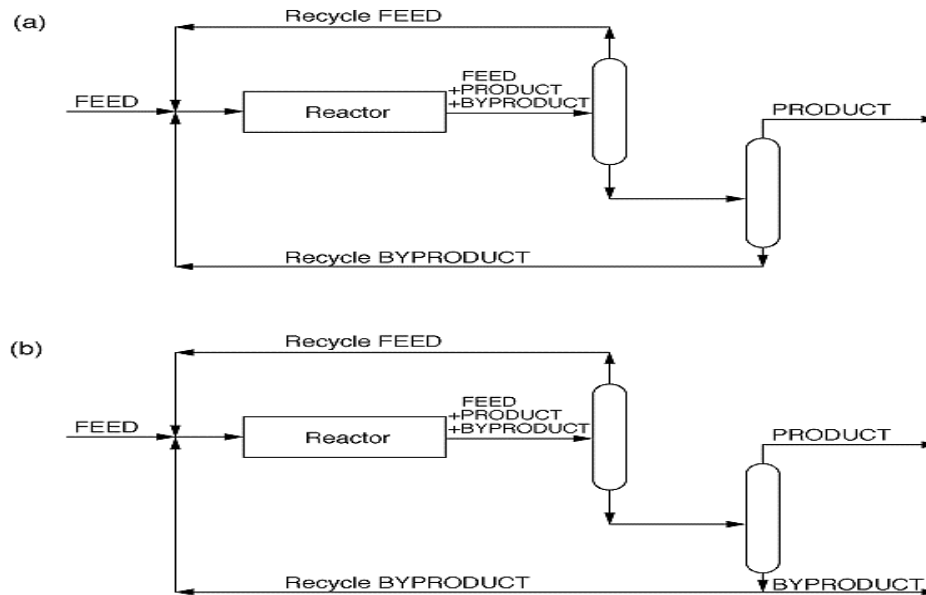 (a)
Recycle FEED
FEED
Reactor
FEED
+PRODUCT
+BYPRODUCT
PRODUCT
Recycle BYPRODUCT
(b)
Recycle FEED
FEED
Reactor
FEED
+PRODUCT
+BYPRODUCT
PRODUCT
Recycle BYPRODUCT
BYPRODUCT